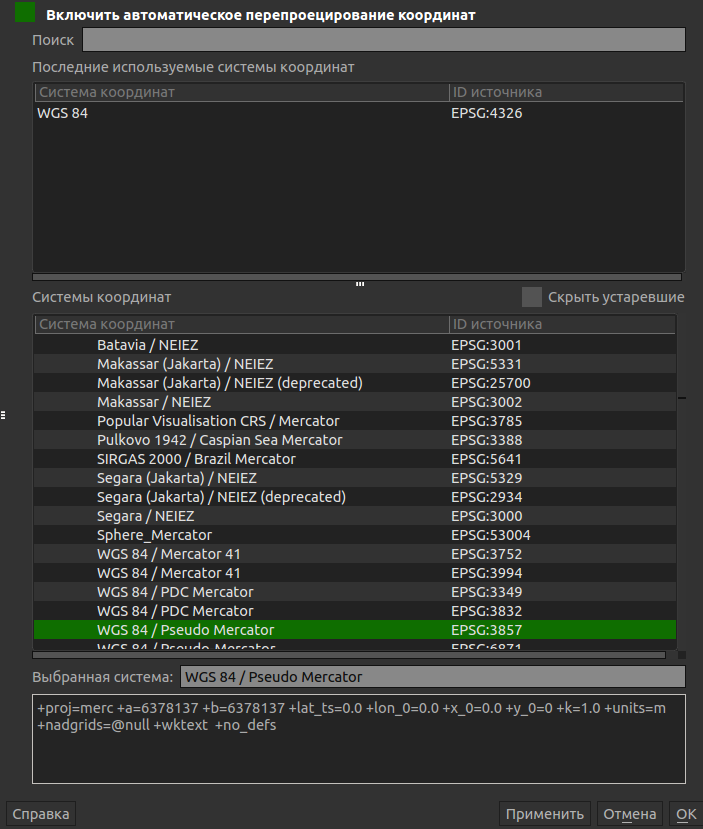 Включить автоматическое перепроецирование координат
Поиск
Последние используемые системы координат
Система координат ID источника
WGS 84 EPSG:4326
Системы координат Скрыть устаревшие
Система координат ID источника
Batavia / NEIEZ EPSG:3001
Makassar (Jakarta) / NEIEZ EPSG:5331
Makassar (Jakarta) / NEIEZ (deprecated) EPSG:25700
Makassar / NEIEZ EPSG:3002
Popular Visualisation CRS / Mercator EPSG:3785
Pulkovo 1942 / Caspian Sea Mercator EPSG:3388
SIRGAS 2000 / Brazil Mercator EPSG:5641
Segara (Jakarta) / NEIEZ EPSG:5329
Segara (Jakarta) / NEIEZ (deprecated) EPSG:2934
Segara / NEIEZ EPSG:3000
Sphere_Mercator EPSG:53004
WGS 84 / Mercator 41 EPSG:3752
WGS 84 / Mercator 41 EPSG:3994
WGS 84 / PDC Mercator EPSG:3349
WGS 84 / PDC Mercator EPSG:3832
WGS 84 / Pseudo Mercator EPSG:3857
WGS 84 / Pseudo-Mercator EPSG:6871
Выбранная система: WGS 84 / Pseudo Mercator
+proj=merc +a=6378137 +b=6378137 +lat_ts=0.0 +lon_0=0.0 +x_0=0.0 +y_0=0 +k=1.0 +units=m
+nadgrids=@null +wktext +no_defs
Справка Применить Отмена OK